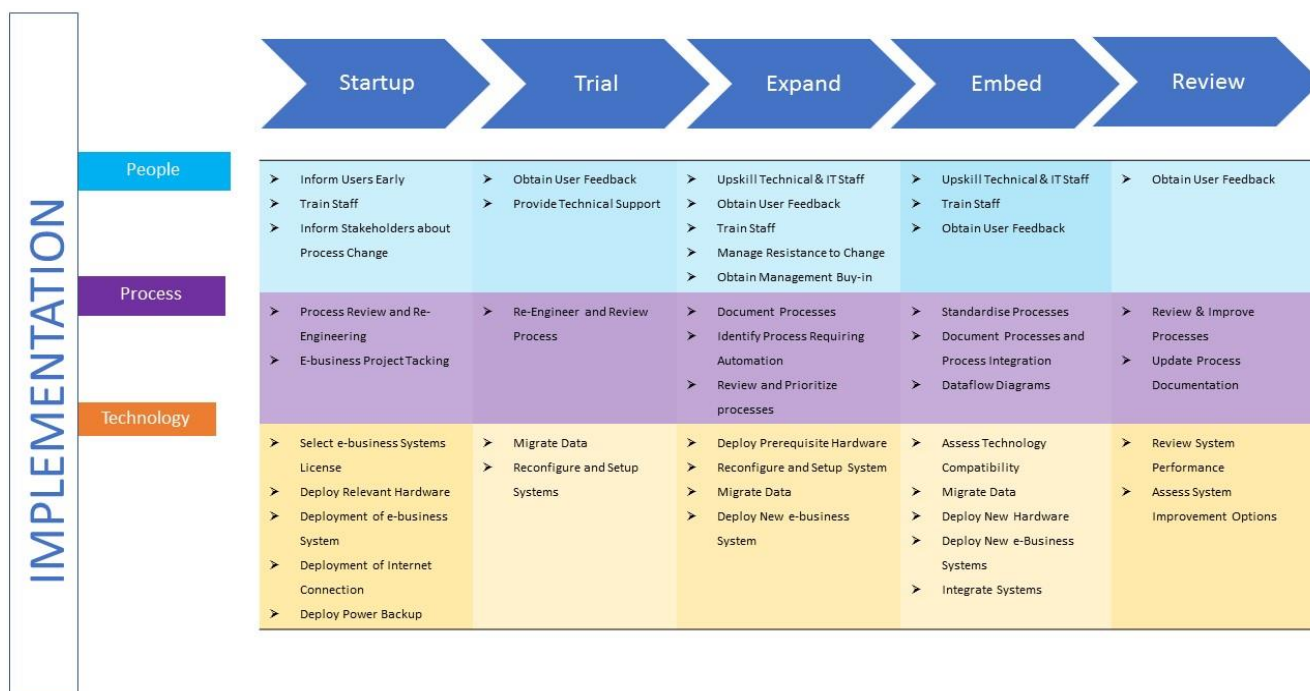 IMPLEMENTATION
Startup
Trial
Expand
Embed
Review
People
➤ Inform Users Early
➤ Train Staff
➤ Inform Stakeholders about
Process Change
➤ Obtain User Feedback
➤ Provide Technical Support
➤ Upskill Technical & IT Staff
➤ Obtain User Feedback
➤ Train Staff
➤ Manage Resistance to Change
➤ Obtain Management Buy-in
➤ Upskill Technical & IT Staff
➤ Train Staff
➤ Obtain User Feedback
➤ Obtain User Feedback
Process
➤ Process Review and Re-
Engineering
➤ E-business Project Tacking
➤ Re-Engineer and Review
Process
➤ Document Processes
➤ Identify Process Requiring
Automation
➤ Review and Prioritize
processes
➤ Standardise Processes
➤ Document Processes and
Process Integration
➤ Dataflow Diagrams
➤ Review & Improve
Processes
➤ Update Process
Documentation
Technology
➤ Select e-business Systems
License
➤ Deploy Relevant Hardware
➤ Deployment of e-business
System
➤ Deployment of Internet
Connection
➤ Deploy Power Backup
➤ Migrate Data
➤ Reconfigure and Setup
Systems
➤ Deploy Prerequisite Hardware
➤ Reconfigure and Setup System
➤ Migrate Data
➤ Deploy New e-business
System
➤ Assess Technology
Compatibility
➤ Migrate Data
➤ Deploy New Hardware
➤ Deploy New e-Business
Systems
➤ Integrate Systems
➤ Review System
Performance
➤ Assess System
Improvement Options